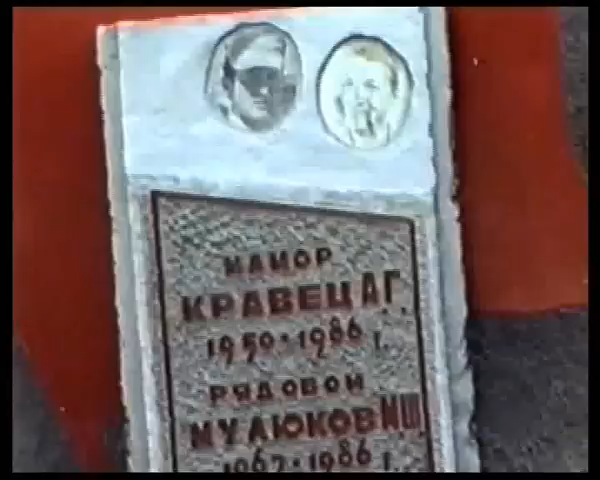 МАЙОР
КРАВЕЦ А.Г.
1950·1986 г.
РЯДОВОЙ
МУЛЮКОВ И.Ш.
1967·1986 г.